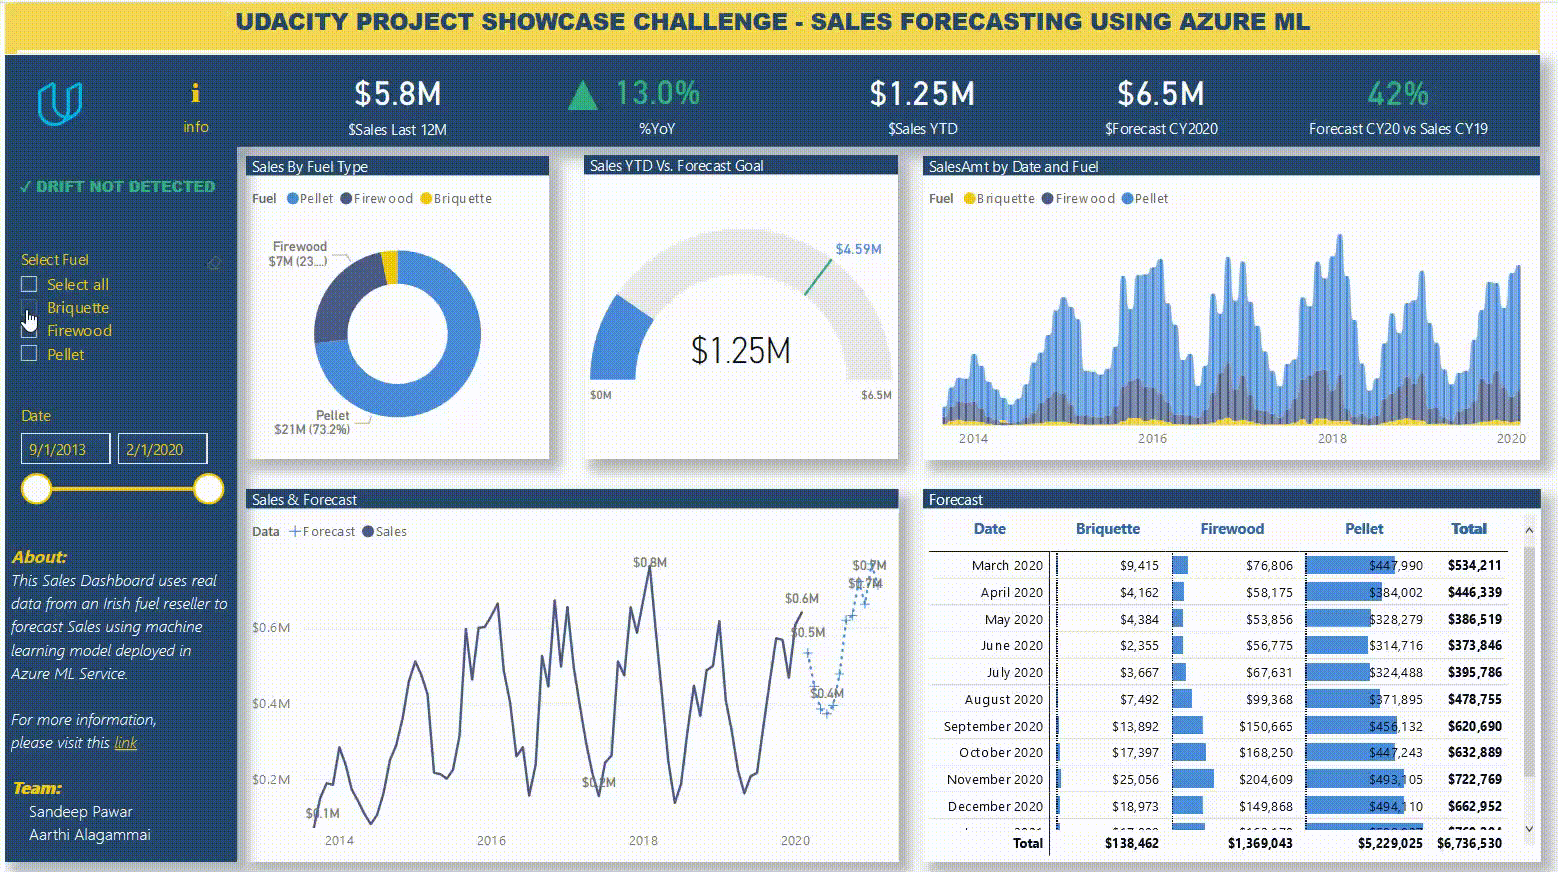 UDACITY PROJECT SHOWCASE CHALLENGE - SALES FORECASTING USING AZURE ML
i
info
$5.8M
$Sales Last 12M
13.0%
%YoY
$1.25M
$Sales YTD
$6.5M
$Forecast CY2020
42%
Forecast CY20 vs Sales CY19
✓ DRIFT NOT DETECTED
Select Fuel
Select all
Briquette
Firewood
Pellet
Date
9/1/2013 2/1/2020
About:
This Sales Dashboard uses real
data from an Irish fuel reseller to
forecast Sales using machine
learning model deployed in
Azure ML Service.
For more information,
please visit this link
Team:
Sandeep Pawar
Aarthi Alagammai
Sales By Fuel Type
Fuel Pellet Firewood Briquette
Firewood
$7M (23....)
Pellet
$21M (73.2%)
Sales YTD Vs. Forecast Goal
$4.59M
$1.25M
$0M
$6.5M
SalesAmt by Date and Fuel
Fuel Briquette Firewood Pellet
2014 2016 2018 2020
Sales & Forecast
Data Forecast Sales
$0.8M
$0.6M
$0.5M
$0.4M
$0.2M
$0.1M
$0.7M
$0.7M
$0.6M
$0.4M
$0.2M
2014 2016 2018 2020
Forecast
Date Briquette Firewood Pellet Total
March 2020 $9,415 $76,806 $447,990 $534,211
April 2020 $4,162 $58,175 $384,002 $446,339
May 2020 $4,384 $53,856 $328,279 $386,519
June 2020 $2,355 $56,775 $314,716 $373,846
July 2020 $3,667 $67,631 $324,488 $395,786
August 2020 $7,492 $99,368 $371,895 $478,755
September 2020 $13,892 $150,665 $456,132 $620,690
October 2020 $17,397 $168,250 $447,243 $632,889
November 2020 $25,056 $204,609 $493,105 $722,769
December 2020 $18,973 $149,868 $494,110 $662,952
Total $138,462 $1,369,043 $5,229,025 $6,736,530